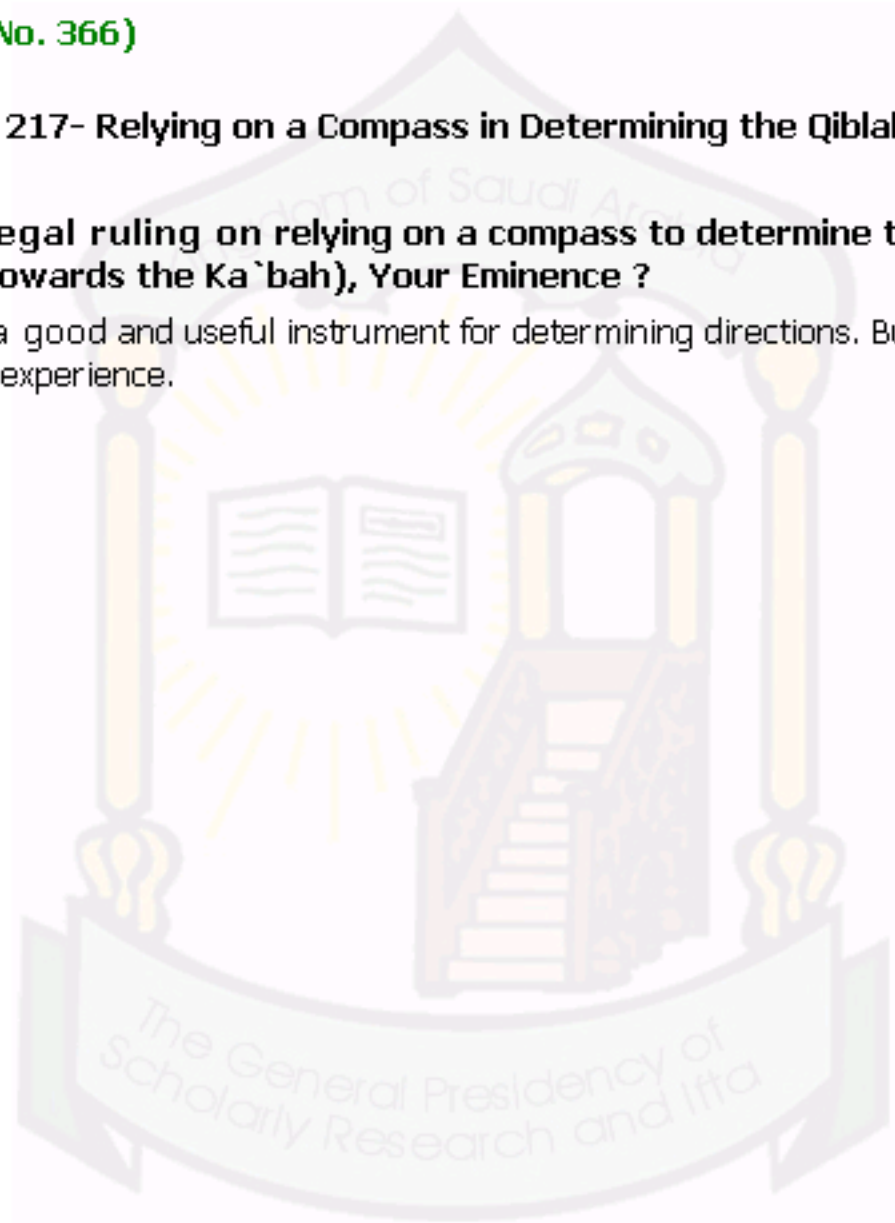 No. 366)
217- Relying on a Compass in Determining the Qiblah
egal ruling on relying on a compass to determine t
owards the Ka`bah), Your Eminence ?
a good and useful instrument for determining directions. Bu
experience.
Kingdom of Saudi Arabia
The General Presidency of
Scholarly Research and Ifta